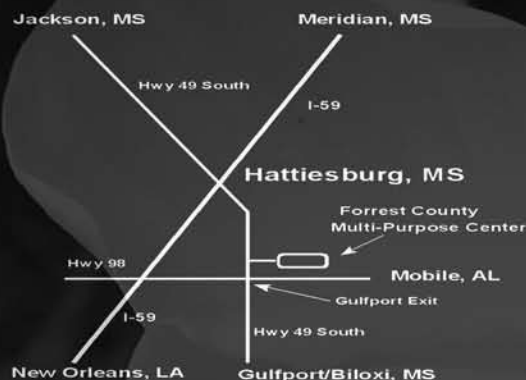 Jackson, MS
Meridian, MS
Hwy 49 South
I-59
Hattiesburg, MS
Forrest County
Multi-Purpose Center
Hwy 98
Mobile, AL
Gulfport Exit
I-59
Hwy 49 South
New Orleans, LA
Gulfport/Biloxi, MS